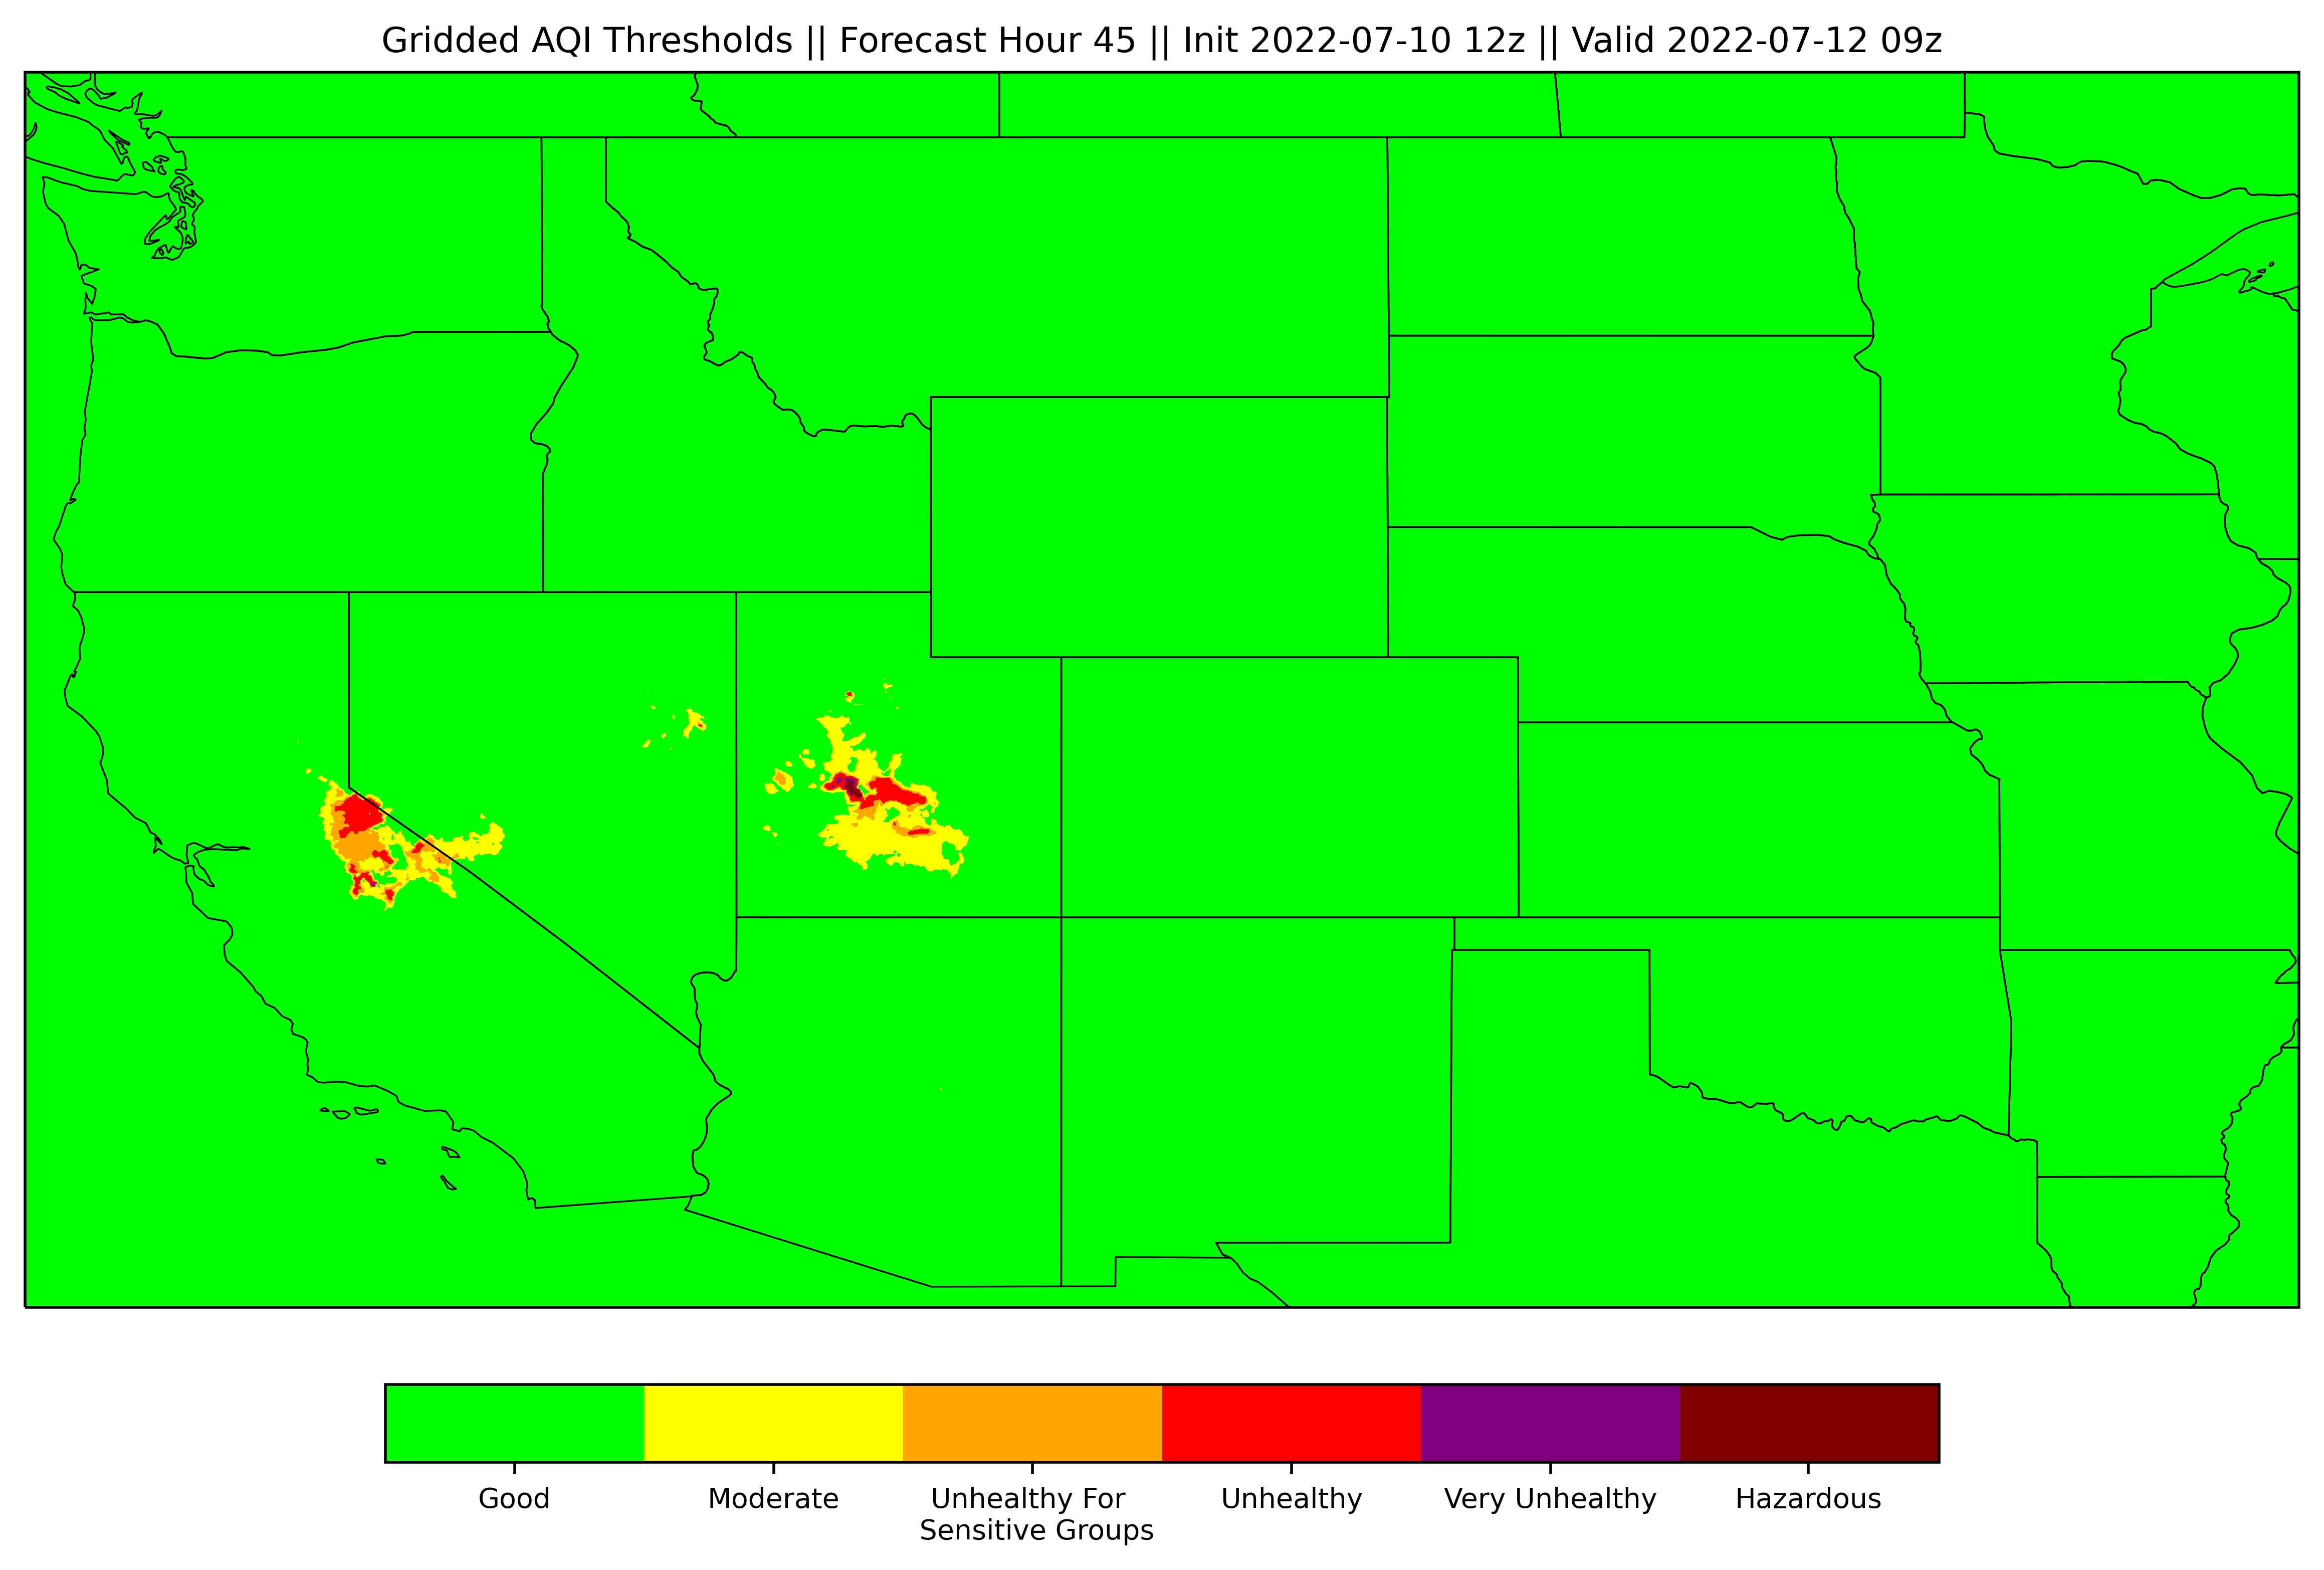 Gridded AQI Thresholds || Forecast Hour 45 || Init 2022-07-10 12z || Valid 2022-07-12 09z
Good
Moderate
Unhealthy For
Sensitive Groups
Unhealthy
Very Unhealthy
Hazardous